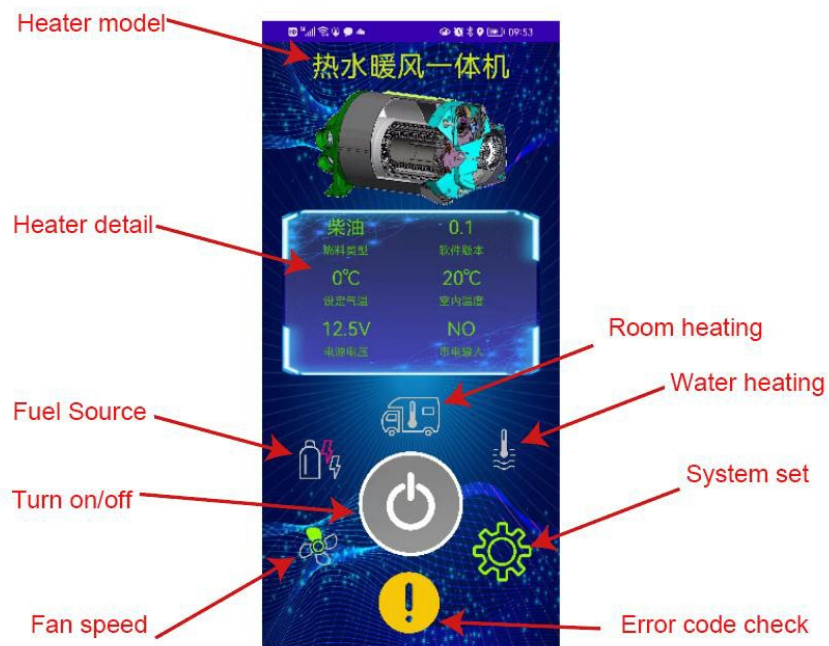 Heater model
09:53
热水暖风一体机
Heater detail
柴油 0.1
燃料类型 软件版本
0℃ 20℃
设定气温 室内温度
12.5V NO
电源电压 市电输入
Room heating
Water heating
Fuel Source
Turn on/off
System set
Fan speed
Error code check